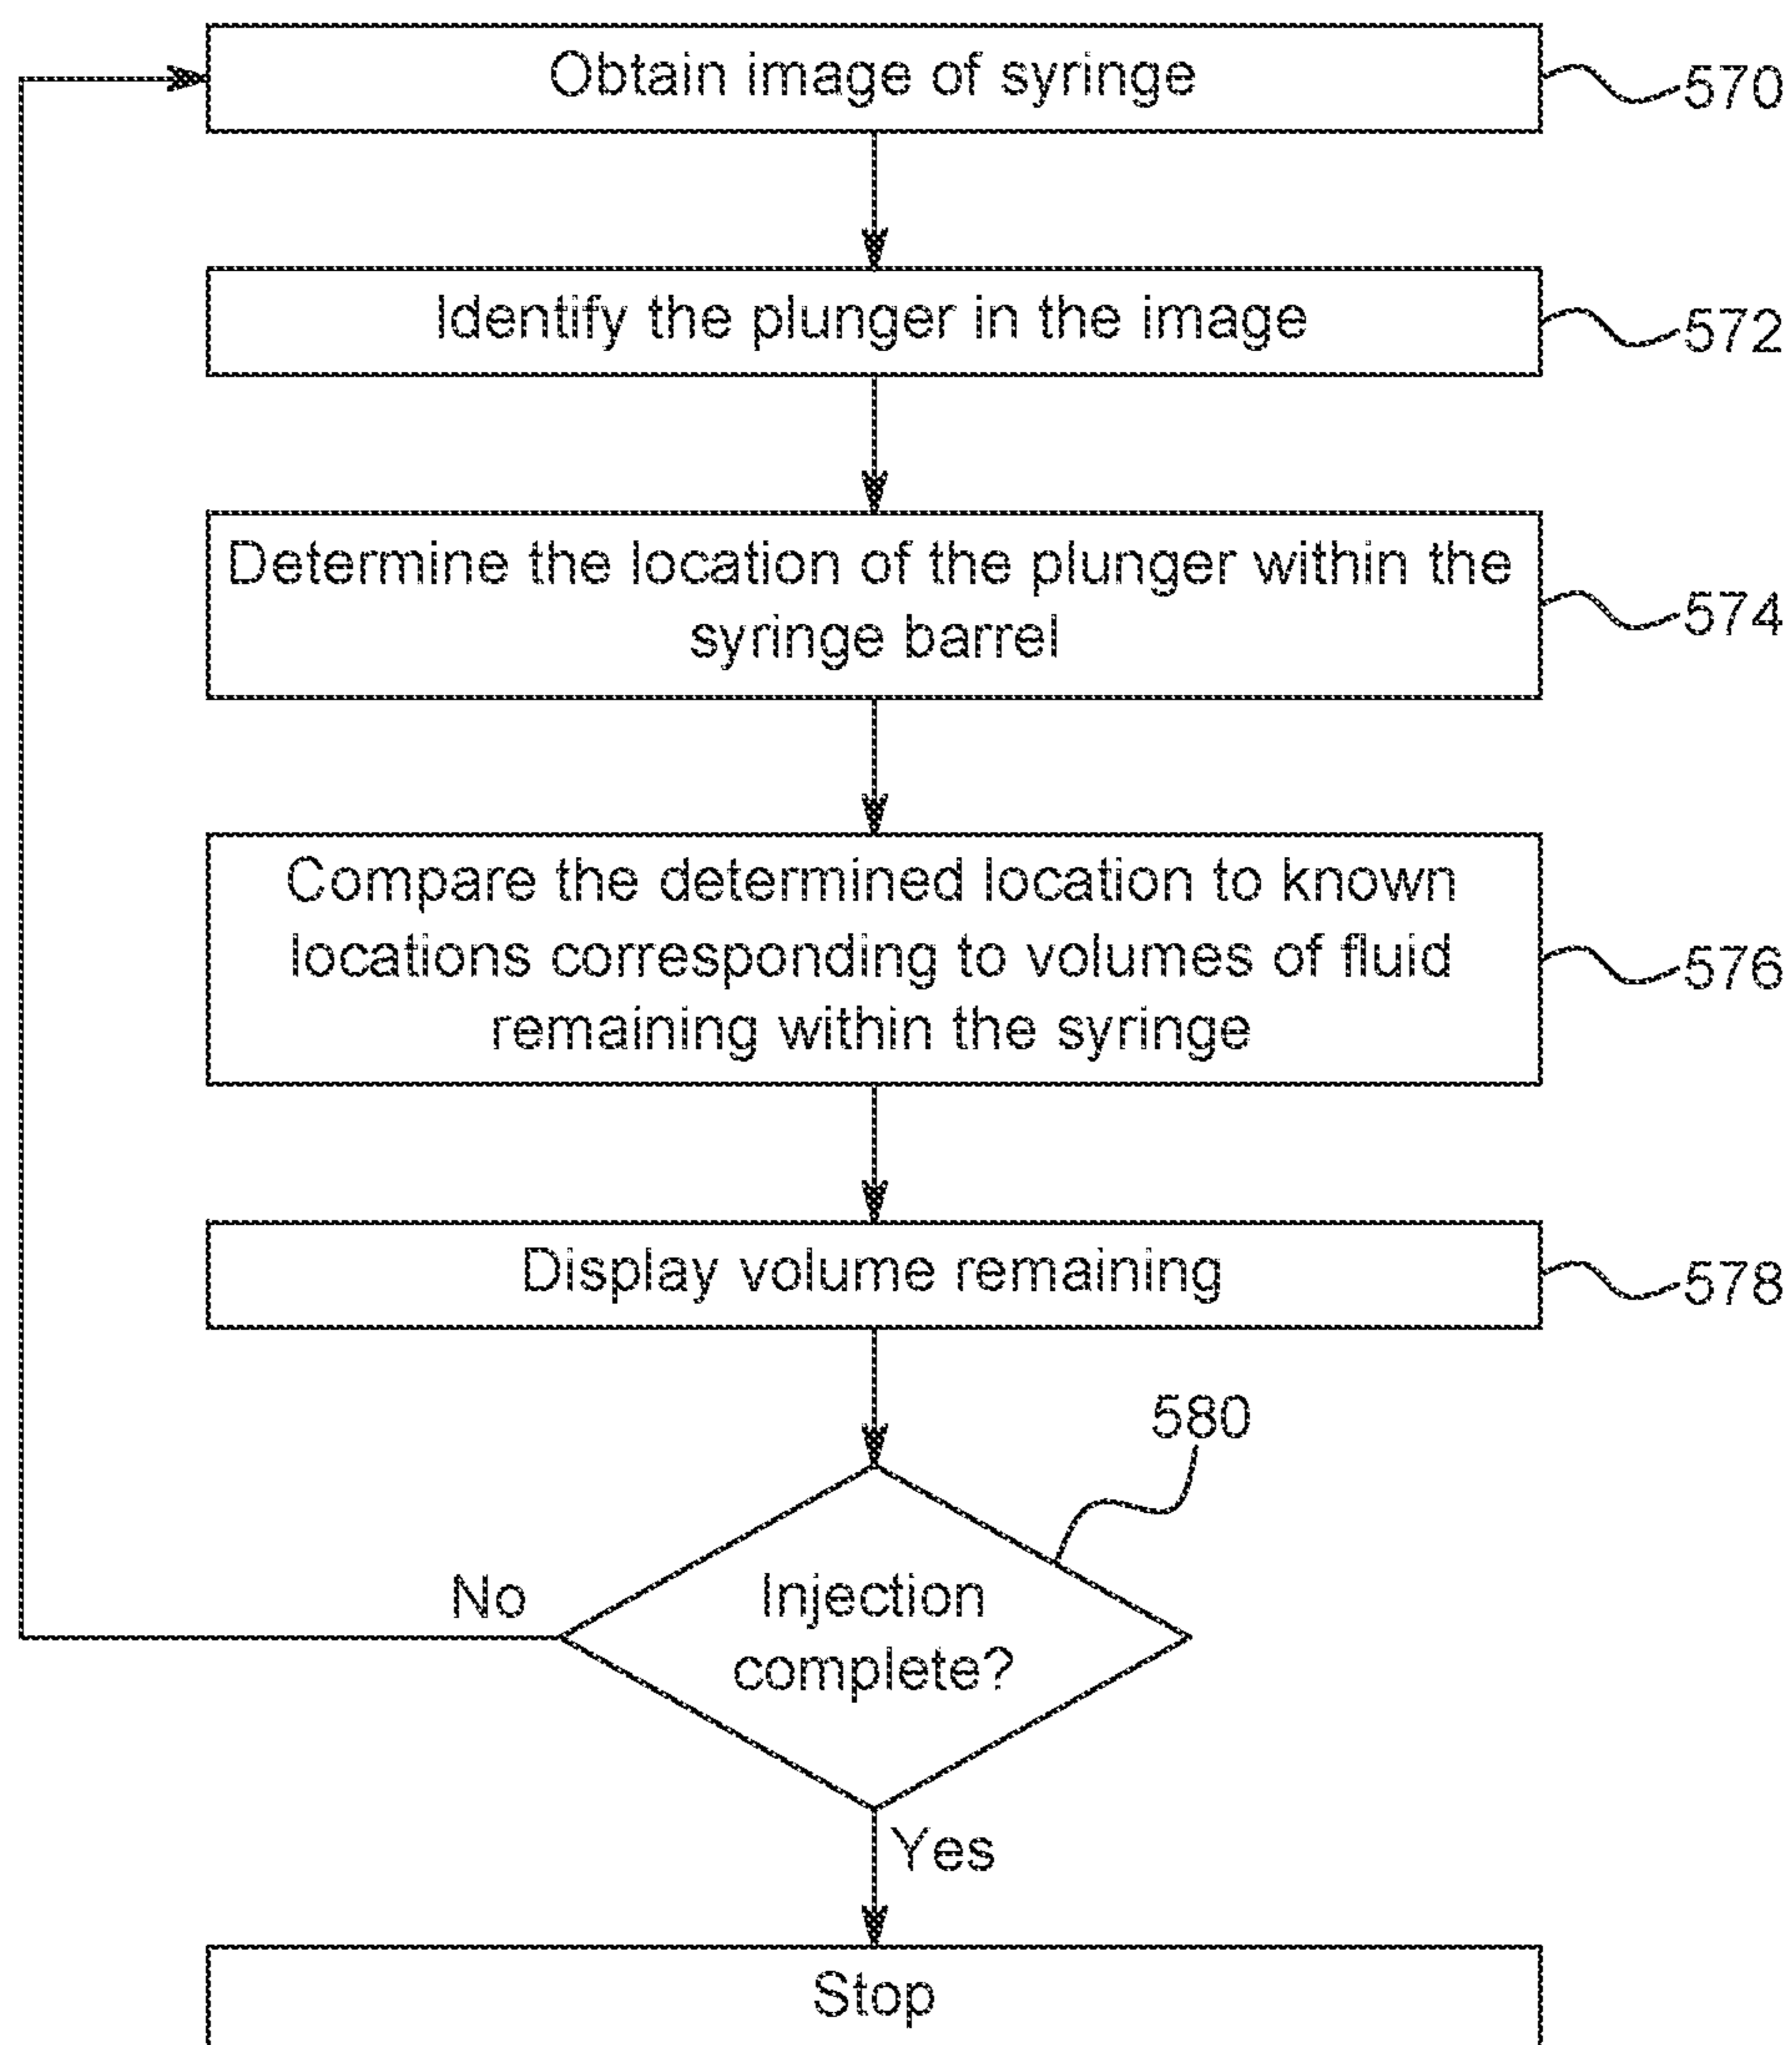 Obtain image of syringe
570
Identify the plunger in the image
572
Determine the location of the plunger within the
syringe barrel
574
Compare the determined location to known
locations corresponding to volumes of fluid
remaining within the syringe
576
Display volume remaining
578
580
Injection
complete?
No
Yes
Stop